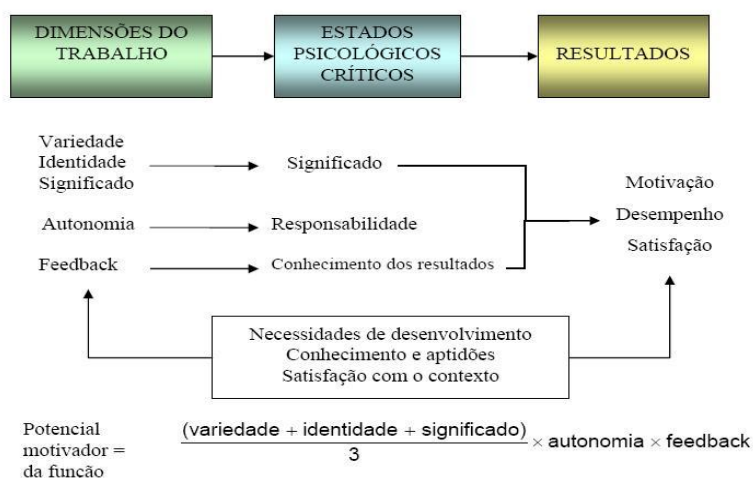 DIMENSÕES DO
TRABALHO
ESTADOS
PSICOLÓGICOS
CRÍTICOS
RESULTADOS
Variedade
Identidade
Significado
Significado
Autonomia
Responsabilidade
Feedback
Conhecimento dos resultados
Motivação
Desempenho
Satisfação
Necessidades de desenvolvimento
Conhecimento e aptidões
Satisfação com o contexto
Potencial
motivador =
da função
(variedade + identidade + significado)
3
× autonomia × feedback